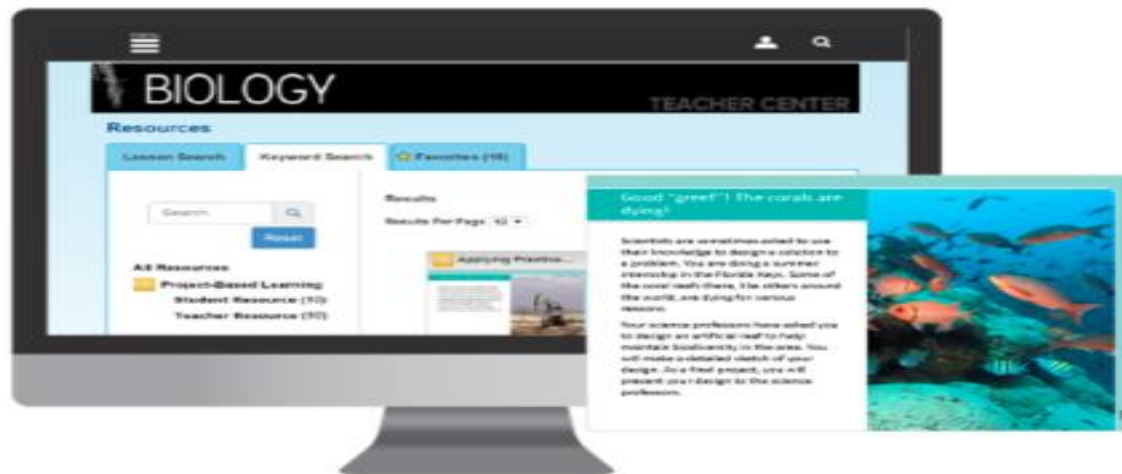 BIOLOGY
TEACHER CENTER
Resources
Lesson Search
Keyword Search
Favorites (10)
Search
Reset
All Resources
Project-Based Learning
Student Resource (10)
Teacher Resource (10)
Results
Results Per Page 12
Applying Practice...
Good "greef"! The corals are
dying!
Scientists are sometimes asked to use
their knowledge to design a solution to
a problem. You are doing a summer
internship in the Florida Keys. Some of
the coral reefs there, like others around
the world, are dying for various
reasons.
Your science professors have asked you
to design an artificial reef to help
maintain biodiversity in the area. You
will make a detailed sketch of your
design. As a final project, you will
present your design to the science
professors.